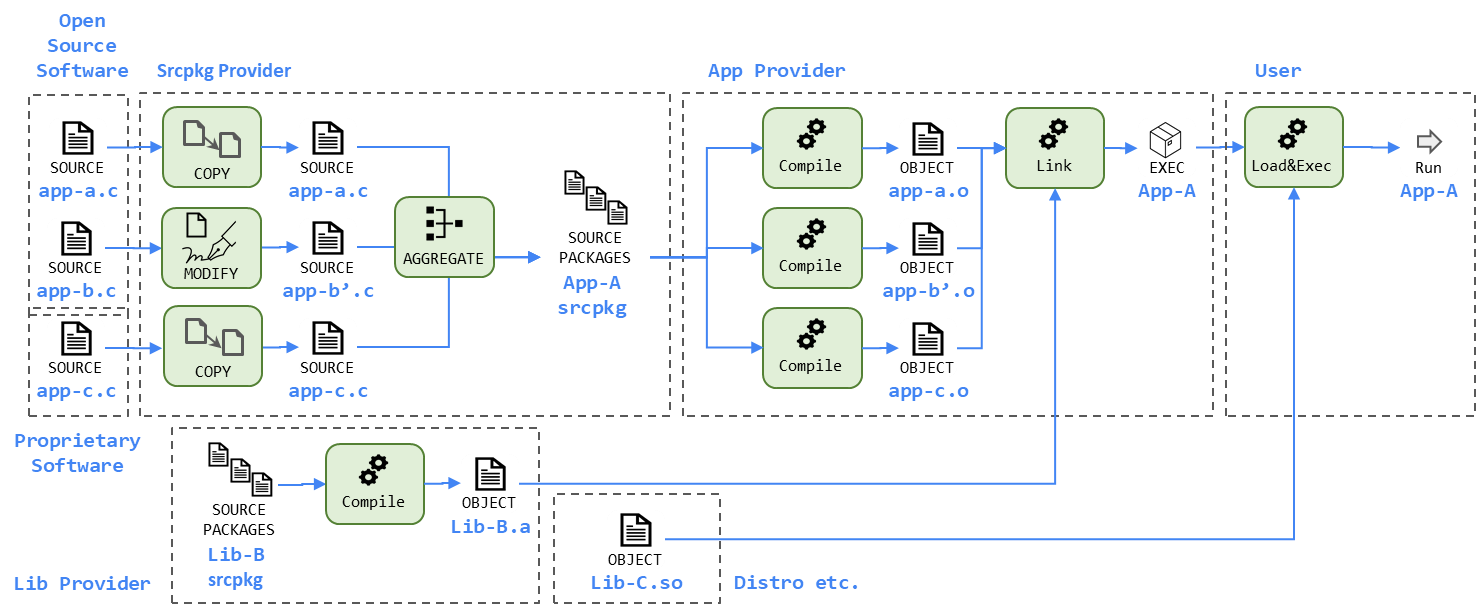 Open
Source
Software
Srcpkg Provider
App Provider
User
SOURCE
app-a.c
COPY
SOURCE
app-a.c
Compile
OBJECT
app-a.o
Link
EXEC
App-A
Load&Exec
Run
App-A
SOURCE
app-b.c
MODIFY
SOURCE
app-b’.c
AGGREGATE
SOURCE
PACKAGES
App-A
srcpkg
Compile
OBJECT
app-b’.o
SOURCE
app-c.c
COPY
SOURCE
app-c.c
Compile
OBJECT
app-c.o
Proprietary
Software
SOURCE
PACKAGES
Lib-B
srcpkg
Compile
OBJECT
Lib-B.a
Lib Provider
OBJECT
Lib-C.so
Distro etc.